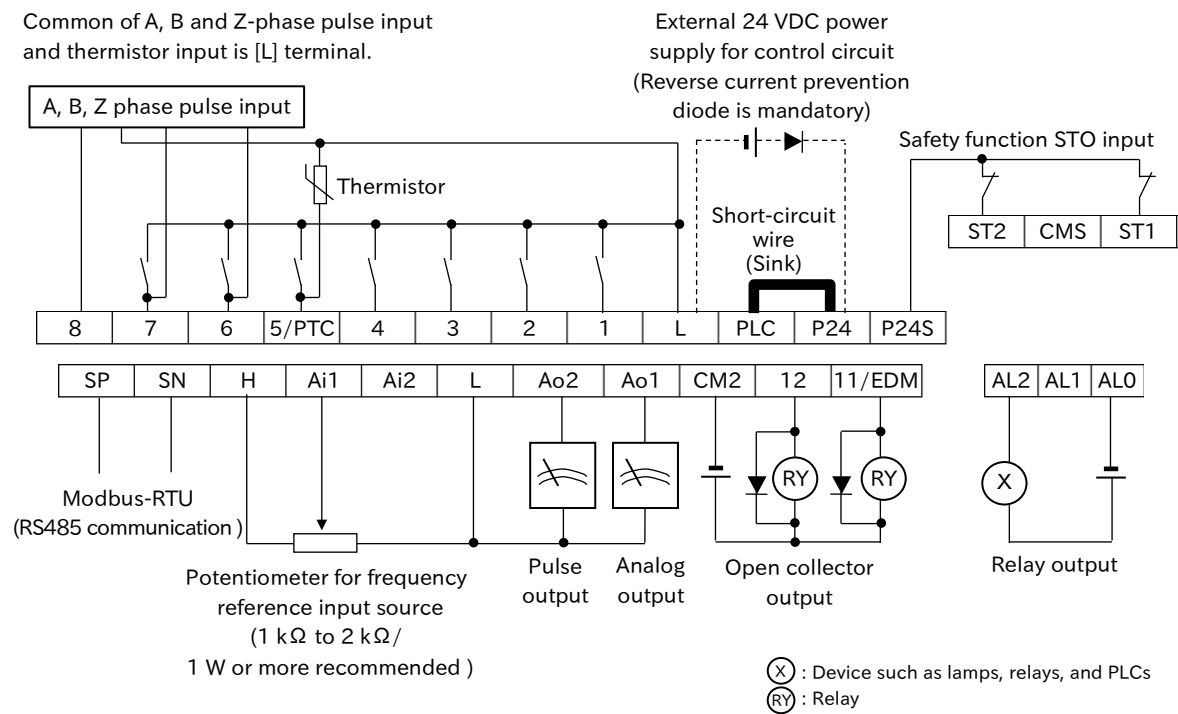 Common of A, B and Z-phase pulse input
and thermistor input is [L] terminal.
External 24 VDC power
supply for control circuit
(Reverse current prevention
diode is mandatory)
A, B, Z phase pulse input
Safety function STO input
Thermistor
Short-circuit
wire
(Sink)
ST2 CMS ST1
8 7 6 5/PTC 4 3 2 1 L PLC P24 P24S
SP SN H Ai1 Ai2 L Ao2 Ao1 CM2 12 11/EDM
AL2 AL1 AL0
RY RY
X
Modbus-RTU
(RS485 communication )
Potentiometer for frequency
reference input source
(1 kΩ to 2 kΩ/
1 W or more recommended )
Pulse
output
Analog
output
Open collector
output
Relay output
X : Device such as lamps, relays, and PLCs
RY : Relay